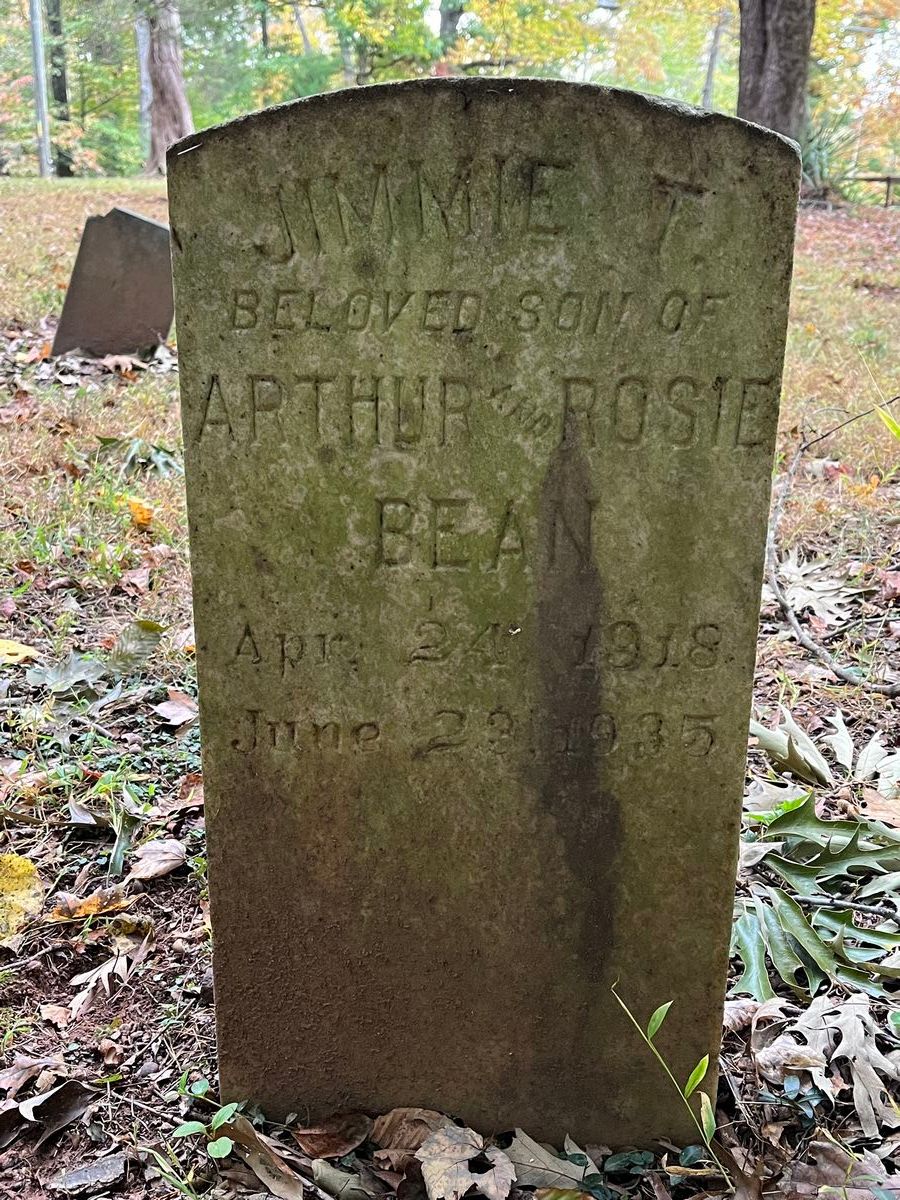 JIMMIE T
BELOVED SON OF
ARTHUR AND ROSIE
BEAN
Apr. 24 1918
June 23, 1935